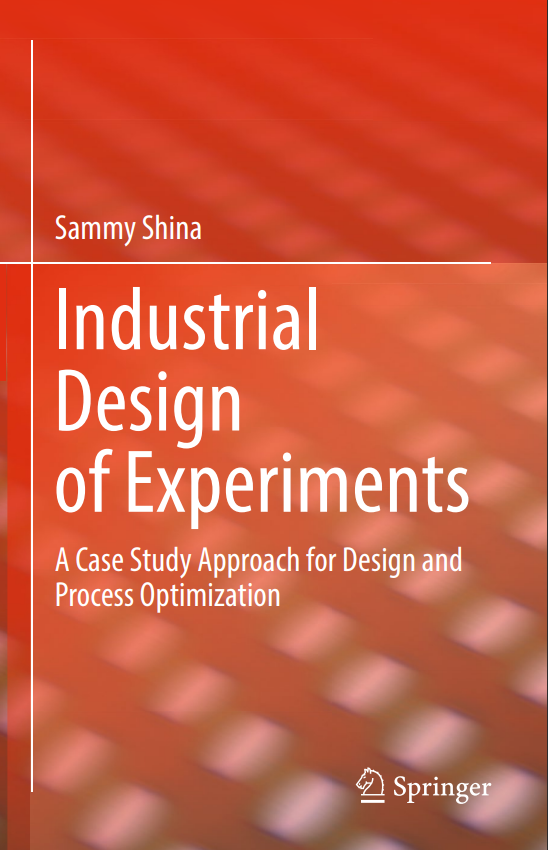 Sammy Shina
Industrial
Design
of Experiments
A Case Study Approach for Design and
Process Optimization
Springer